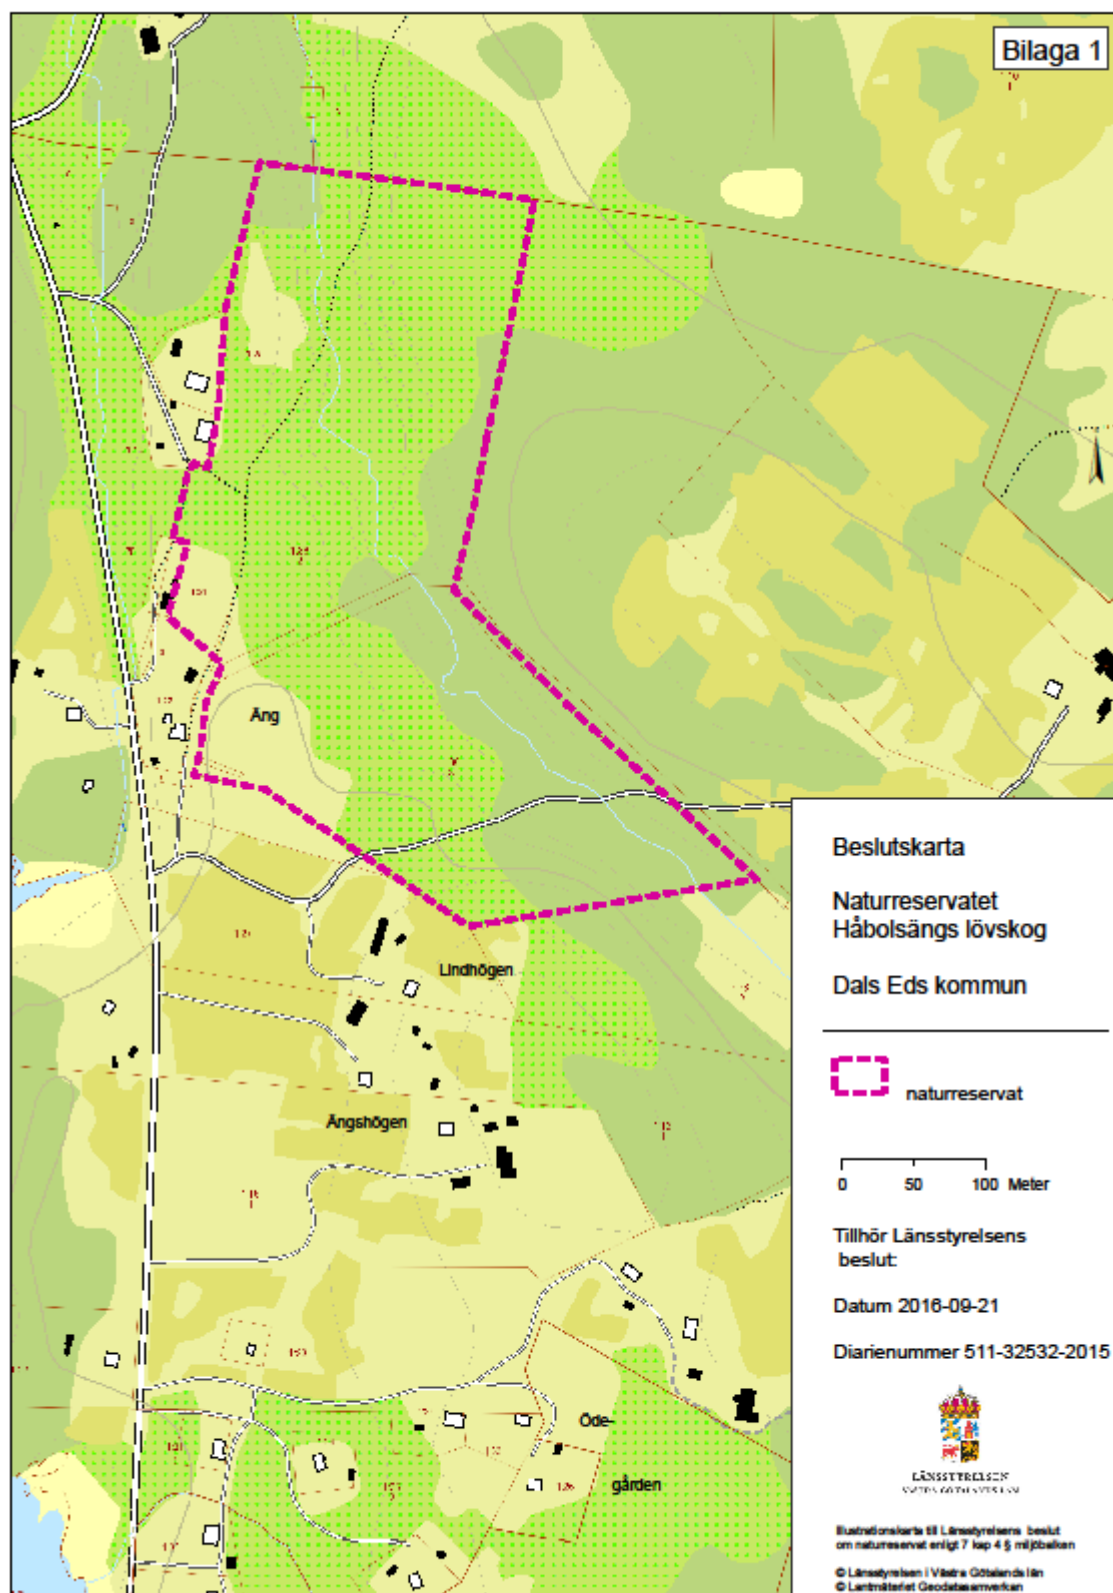 Bilaga 1
Äng
Lindhögen
Ängshögen
Öde-
gården
Beslutskarta
Naturreservatet
Håbolsängs lövskog
Dals Eds kommun
naturreservat
0 50 100 Meter
Tillhör Länsstyrelsens
beslut:
Datum 2016-09-21
Diarienummer 511-32532-2015
LÄNSSTYRELSEN
Illustrationskarta till Länsstyrelsens beslut
om naturreservat enligt 7 kap 4 § miljöbalken
© Länsstyrelsen i Västra Götalands län
© Lantmäteriet Geodatasamverkan